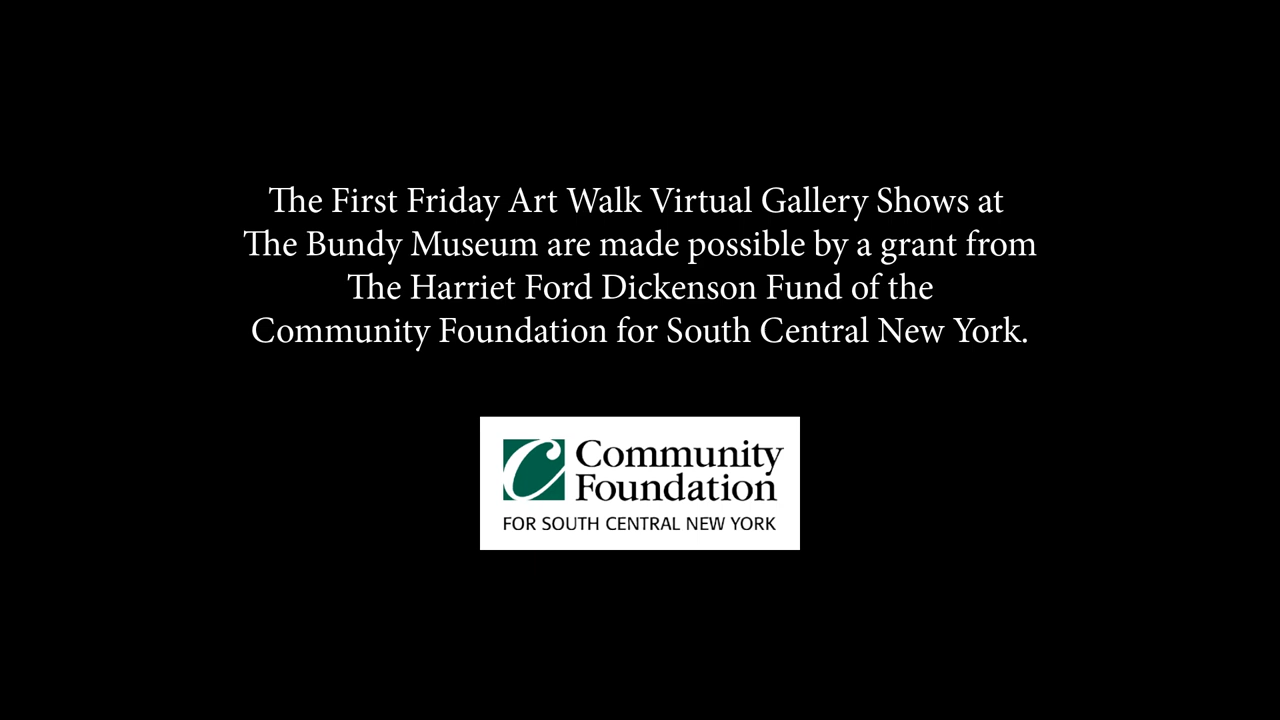 The First Friday Art Walk Virtual Gallery Shows at
The Bundy Museum are made possible by a grant from
The Harriet Ford Dickenson Fund of the
Community Foundation for South Central New York.
Community
Foundation
FOR SOUTH CENTRAL NEW YORK